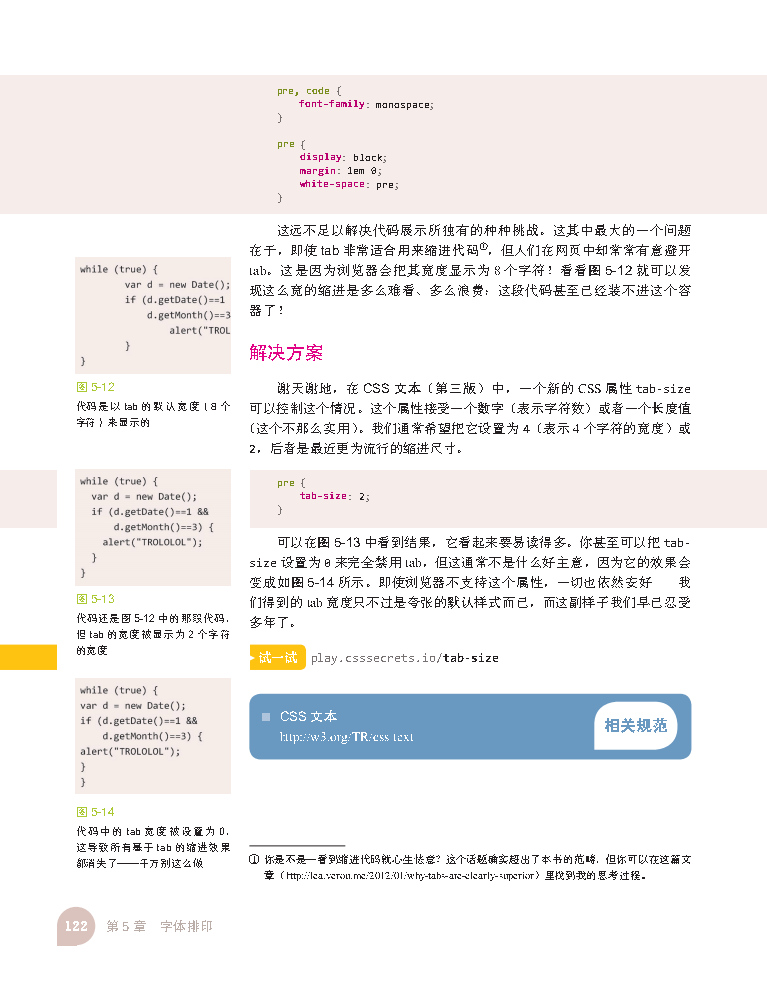 pre, code {
font-family: monospace;
}
pre {
display: block;
margin: 1em 0;
white-space: pre;
}
这远不足以解决代码展示所独有的种种挑战。这其中最大的一个问题
在于，即使 tab 非常适合用来缩进代码①，但人们在网页中却常常有意避开
tab。这是因为浏览器会把其宽度显示为 8 个字符！看看图 5-12 就可以发
现这么宽的缩进是多么难看、多么浪费：这段代码甚至已经装不进这个容
器了！
while (true) {
var d = new Date();
if (d.getDate()==1
d.getMonth()==3
alert("TROL
}
}
图 5-12
代码是以 tab 的默认宽度（8 个
字符）来显示的
解决方案
谢天谢地，在 CSS 文本（第三版）中，一个新的 CSS 属性 tab-size
可以控制这个情况。这个属性接受一个数字（表示字符数）或者一个长度值
（这个不那么实用）。我们通常希望把它设置为 4（表示 4 个字符的宽度）或
2，后者是最近更为流行的缩进尺寸。
pre {
tab-size: 2;
}
while (true) {
var d = new Date();
if (d.getDate()==1 &&
d.getMonth()==3) {
alert("TROLOLOL");
}
}
图 5-13
代码还是图 5-12 中的那段代码，
但 tab 的宽度被显示为 2 个字符
的宽度
可以在图 5-13 中看到结果，它看起来要易读得多。你甚至可以把 tab-
size 设置为 0 来完全禁用 tab，但这通常不是什么好主意，因为它的效果会
变成如图 5-14 所示。即使浏览器不支持这个属性，一切也依然安好 我
们得到的 tab 宽度只不过是夸张的默认样式而已，而这副样子我们早已忍受
多年了。
试一试 play.csssecrets.io/tab-size
while (true) {
var d = new Date();
if (d.getDate()==1 &&
d.getMonth()==3) {
alert("TROLOLOL");
}
}
图 5-14
代码中的 tab 宽度被设置为 0，
这导致所有基于 tab 的缩进效果
都消失了——千万别这么做
CSS 文本
http://w3.org/TR/css-text
相关规范
① 你是不是一看到缩进代码就心生怯意？这个话题确实超出了本书的范畴，但你可以在这篇文
章（http://lea.verou.me/2012/01/why-tabs-are-clearly-superior）里找到我的思考过程。
122 第 5 章 字体排印